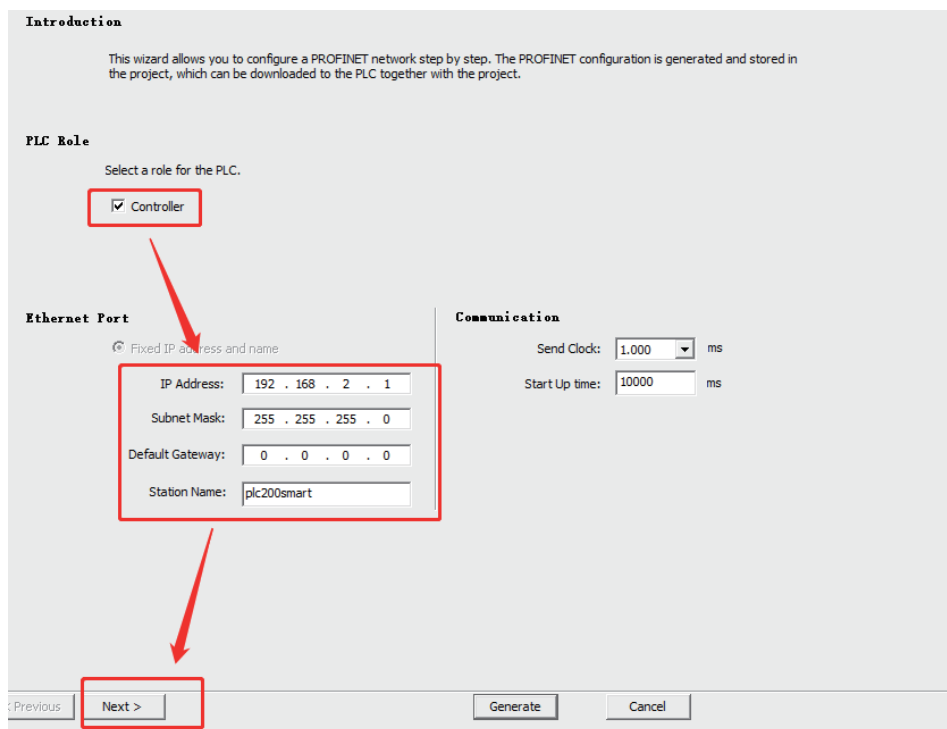 Introduction
This wizard allows you to configure a PROFINET network step by step. The PROFINET configuration is generated and stored in
the project, which can be downloaded to the PLC together with the project.
PLC Role
Select a role for the PLC.
Controller
Ethernet Port
Fixed IP address and name
IP Address: 192 . 168 . 2 . 1
Subnet Mask: 255 . 255 . 255 . 0
Default Gateway: 0 . 0 . 0 . 0
Station Name: plc200smart
Communication
Send Clock: 1.000 ms
Start Up time: 10000 ms
< Previous Next > Generate Cancel